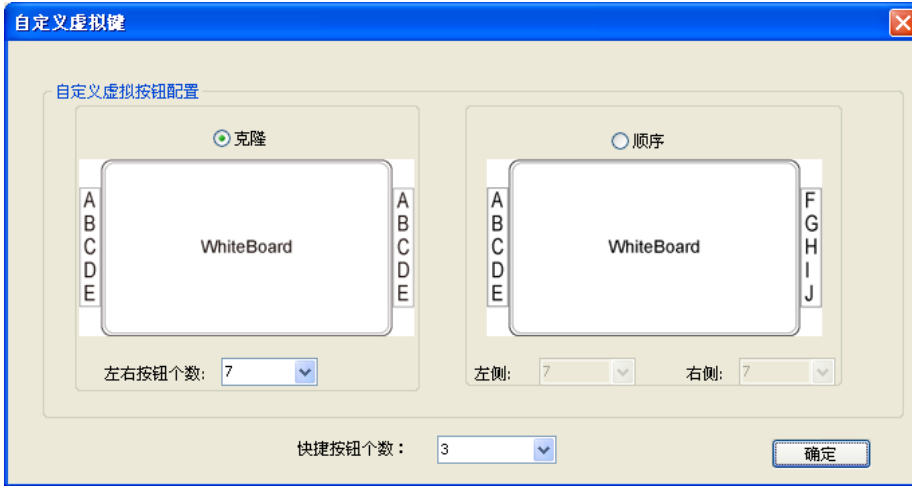 自定义虚拟键
自定义虚拟按钮配置
克隆
A
B
C
D
E
WhiteBoard
A
B
C
D
E
左右按钮个数: 7
顺序
A
B
C
D
E
WhiteBoard
F
G
H
I
J
左侧: 7 右侧: 7
快捷按钮个数： 3
确定